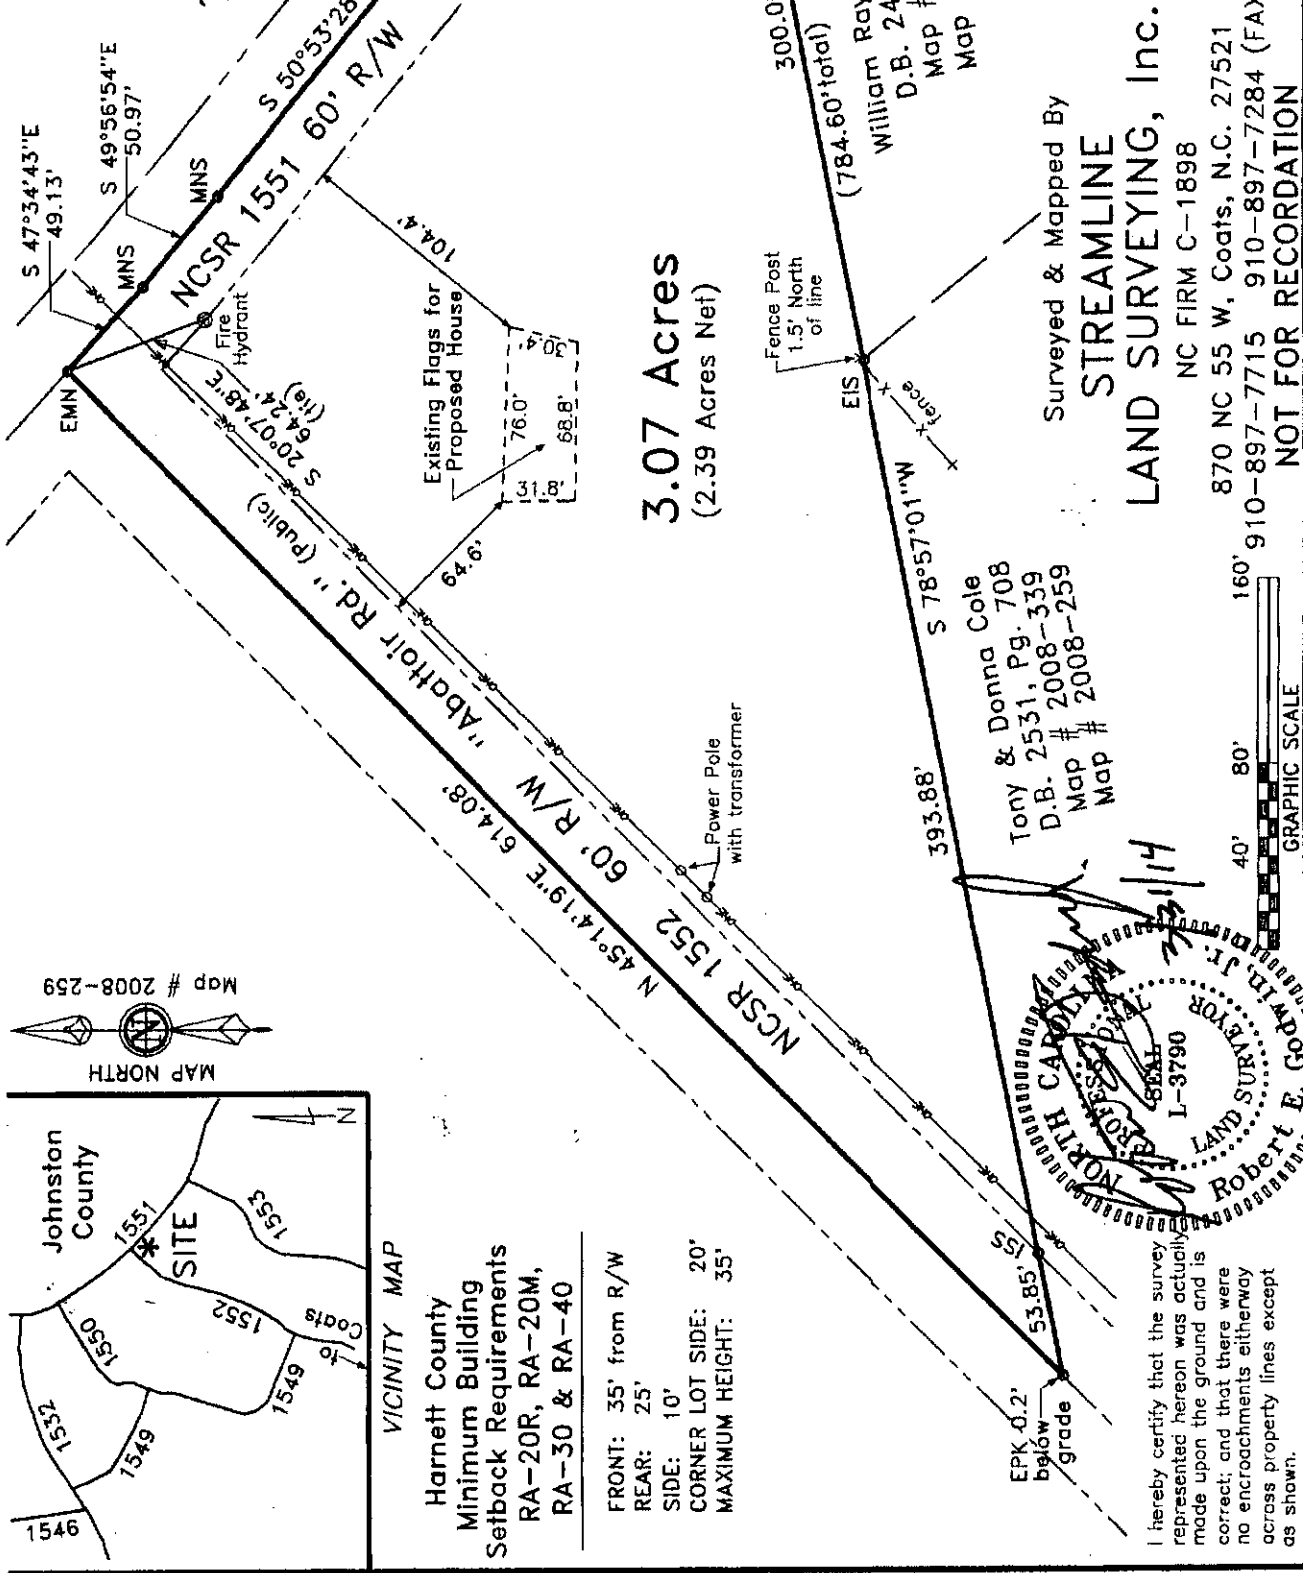 Johnston
County
1551
SITE
1553
1552
1550
1532
1549
1549
1546
to
Coats
N
VICINITY MAP
MAP NORTH
N
Map # 2008-259
Harnett County
Minimum Building
Setback Requirements
RA-20R, RA-20M,
RA-30 & RA-40
FRONT: 35' from R/W
REAR: 25'
SIDE: 10'
CORNER LOT SIDE: 20'
MAXIMUM HEIGHT: 35'
EPK 0.2'
below
grade
53.85'
ISS
N 45°14'19"E 614.08'
NCSR 1552 60' R/W "Abattoir Rd." (Public)
Power Pole
with transformer
OHE
EMN
S 47°34'43"E
49.13'
S 49°56'54"E
50.97'
MNS
MNS
S 50°53'28
NCSR 1551 60' R/W
Fire
Hydrant
S 20°07'48"E
64.24'
(tie)
Existing Flags for
Proposed House
104.4'
64.6'
76.0'
30.4'
68.8'
31.8'
3.07 Acres
(2.39 Acres Net)
Fence Post
1.5' North
of line
EIS
fence
393.88'
S 78°57'01"W
300.0
(784.60'total)
William Ray
D.B. 24
Map #
Map
Tony & Donna Cole
D.B. 2531, Pg. 708
Map # 2008-339
Map # 2008-259
Surveyed & Mapped By
STREAMLINE
LAND SURVEYING, Inc.
NC FIRM C-1898
870 NC 55 W, Coats, N.C. 27521
910-897-7715 910-897-7284 (FAX
NOT FOR RECORDATION
40' 80' 160'
GRAPHIC SCALE
NORTH CAROLINA
PROFESSIONAL
SEAL
L-3790
LAND SURVEYOR
Robert E. Godwin, Jr.
I hereby certify that the survey
represented hereon was actually
made upon the ground and is
correct; and that there were
no encroachments eitherway
across property lines except
as shown.